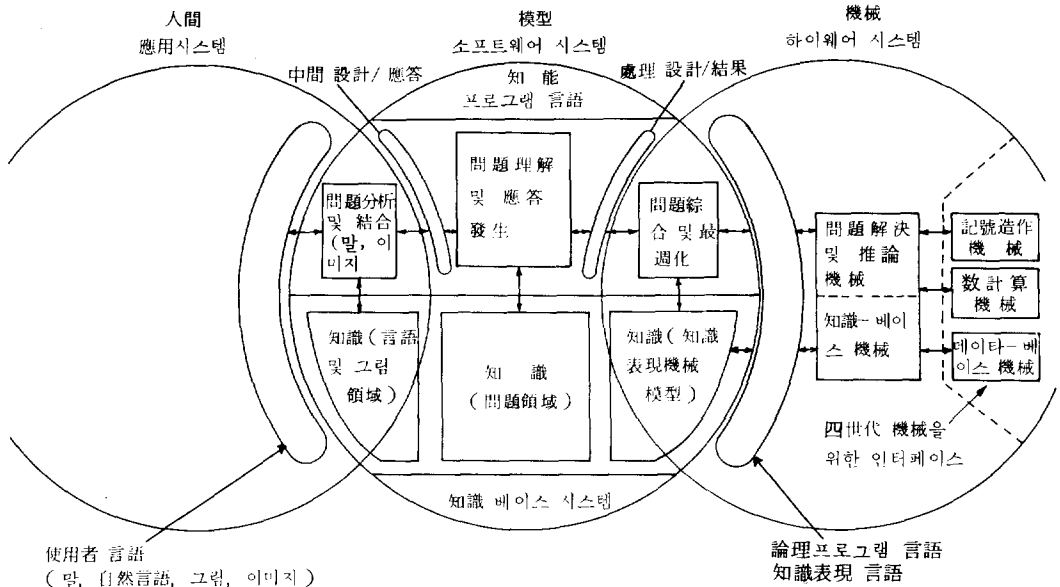 人間
應用시스템
模型
소프트웨어 시스템
機械
하이웨어 시스템
中間 設計/ 應答
知 能
프로그램 言語
處理 設計/結果
問題分析
및 結合
(말, 이
미지)
問題理解
및 應答
發生
問題綜
合 및 最
週化
問題解決
및 推論
機械
知識-베이
스 機械
記號造作
機械
数計算
機械
데이타-베
이스 機械
知識(言語
및 그림
領域)
知 識
(問題領域)
知識(知識
表現機械
模型)
四世代 機械을
위한 인터페이스
知識 베이스 시스템
使用者 言語
(말, 自然言語, 그림, 이미지)
論理프로그램 言語
知識表現 言語